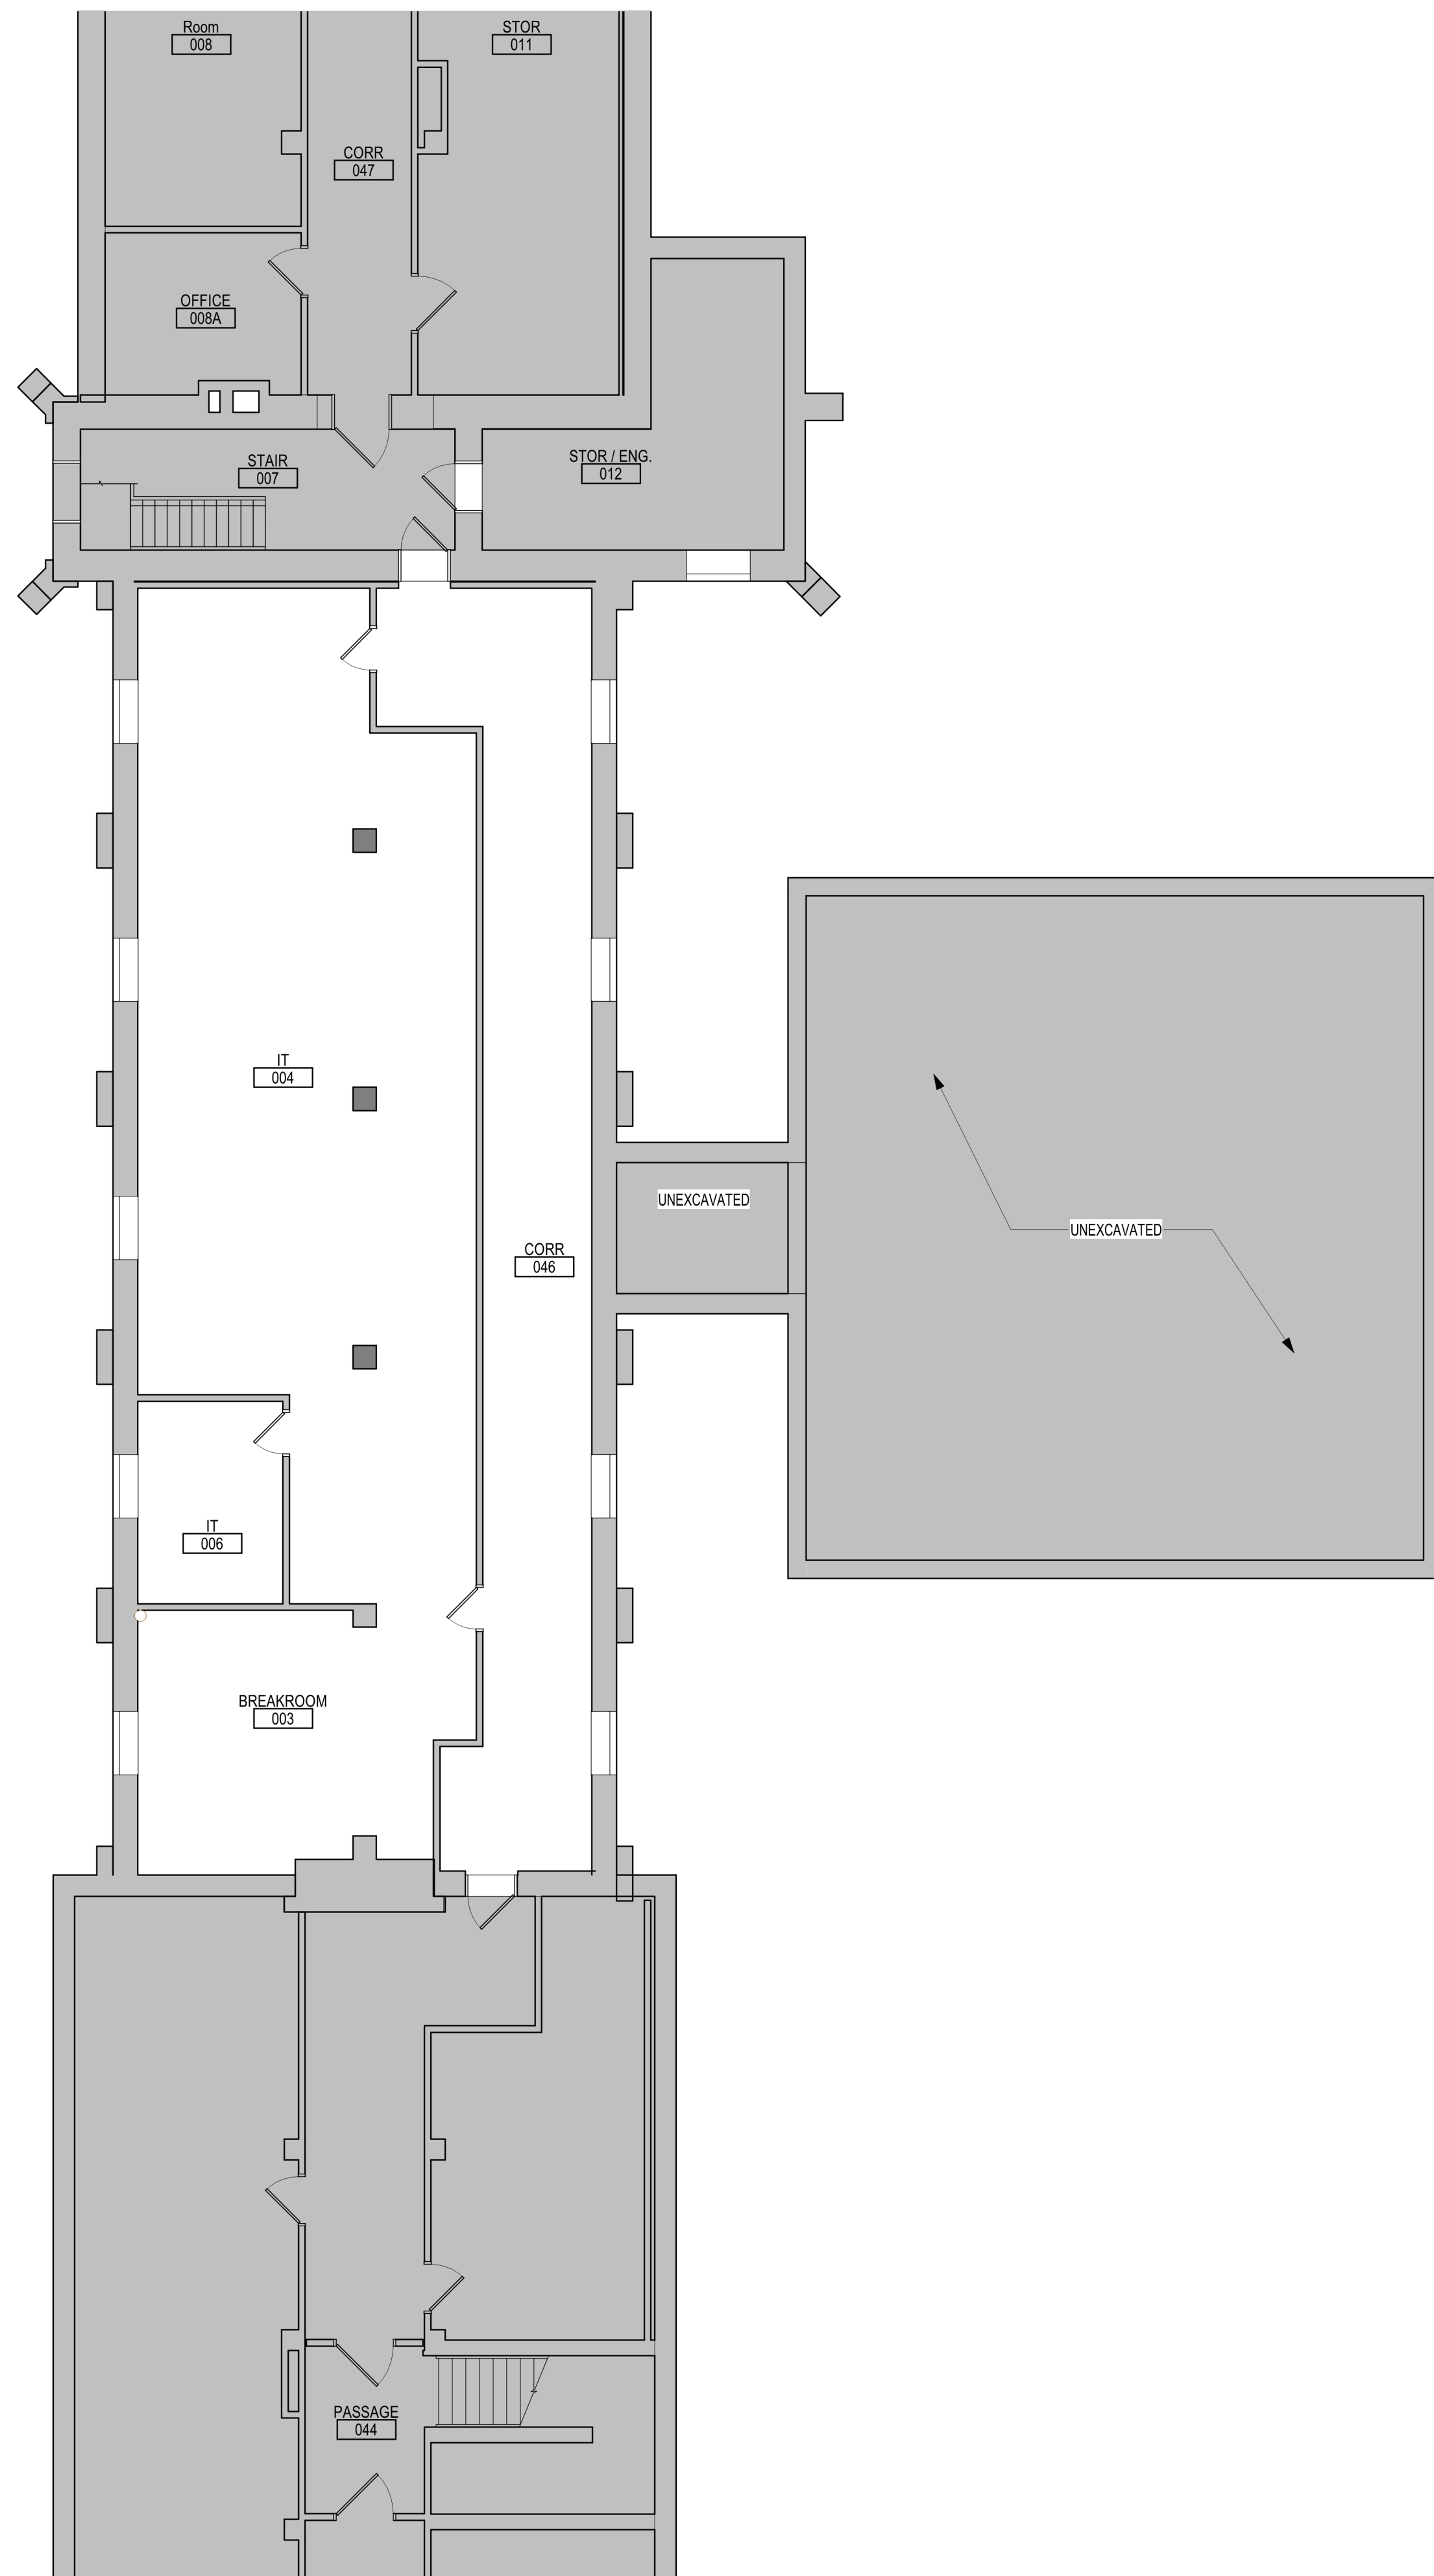 Room
008
STOR
011
CORR
047
OFFICE
008A
STAIR
007
STOR / ENG.
012
IT
004
UNEXCAVATED
UNEXCAVATED
CORR
046
IT
006
BREAKROOM
003
PASSAGE
044